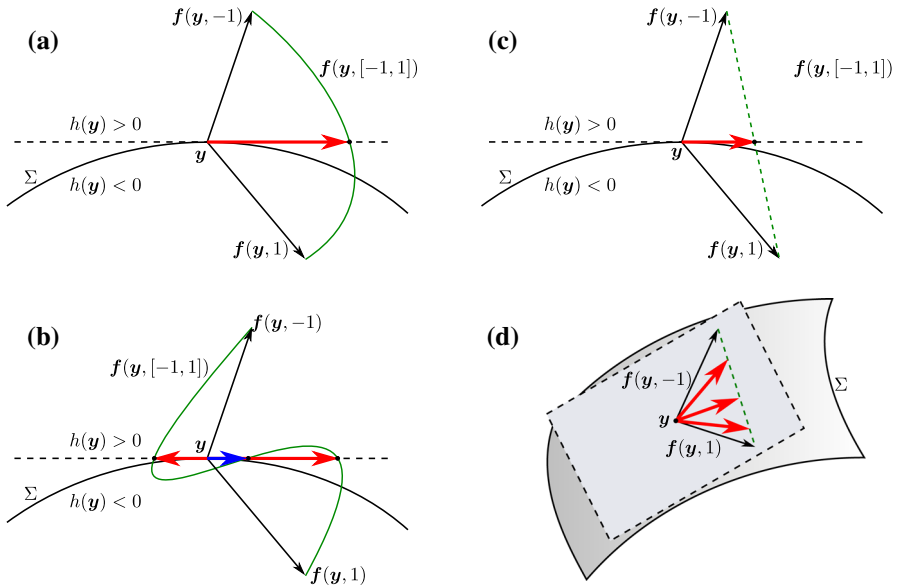 (a)
f(y, −1)
f(y, [−1, 1])
h(y) > 0
y
Σ
h(y) < 0
f(y, 1)
(c)
f(y, −1)
f(y, [−1, 1])
h(y) > 0
y
Σ
h(y) < 0
f(y, 1)
(b)
f(y, −1)
f(y, [−1, 1])
h(y) > 0
y
Σ
h(y) < 0
f(y, 1)
(d)
f(y, −1)
Σ
y
f(y, 1)